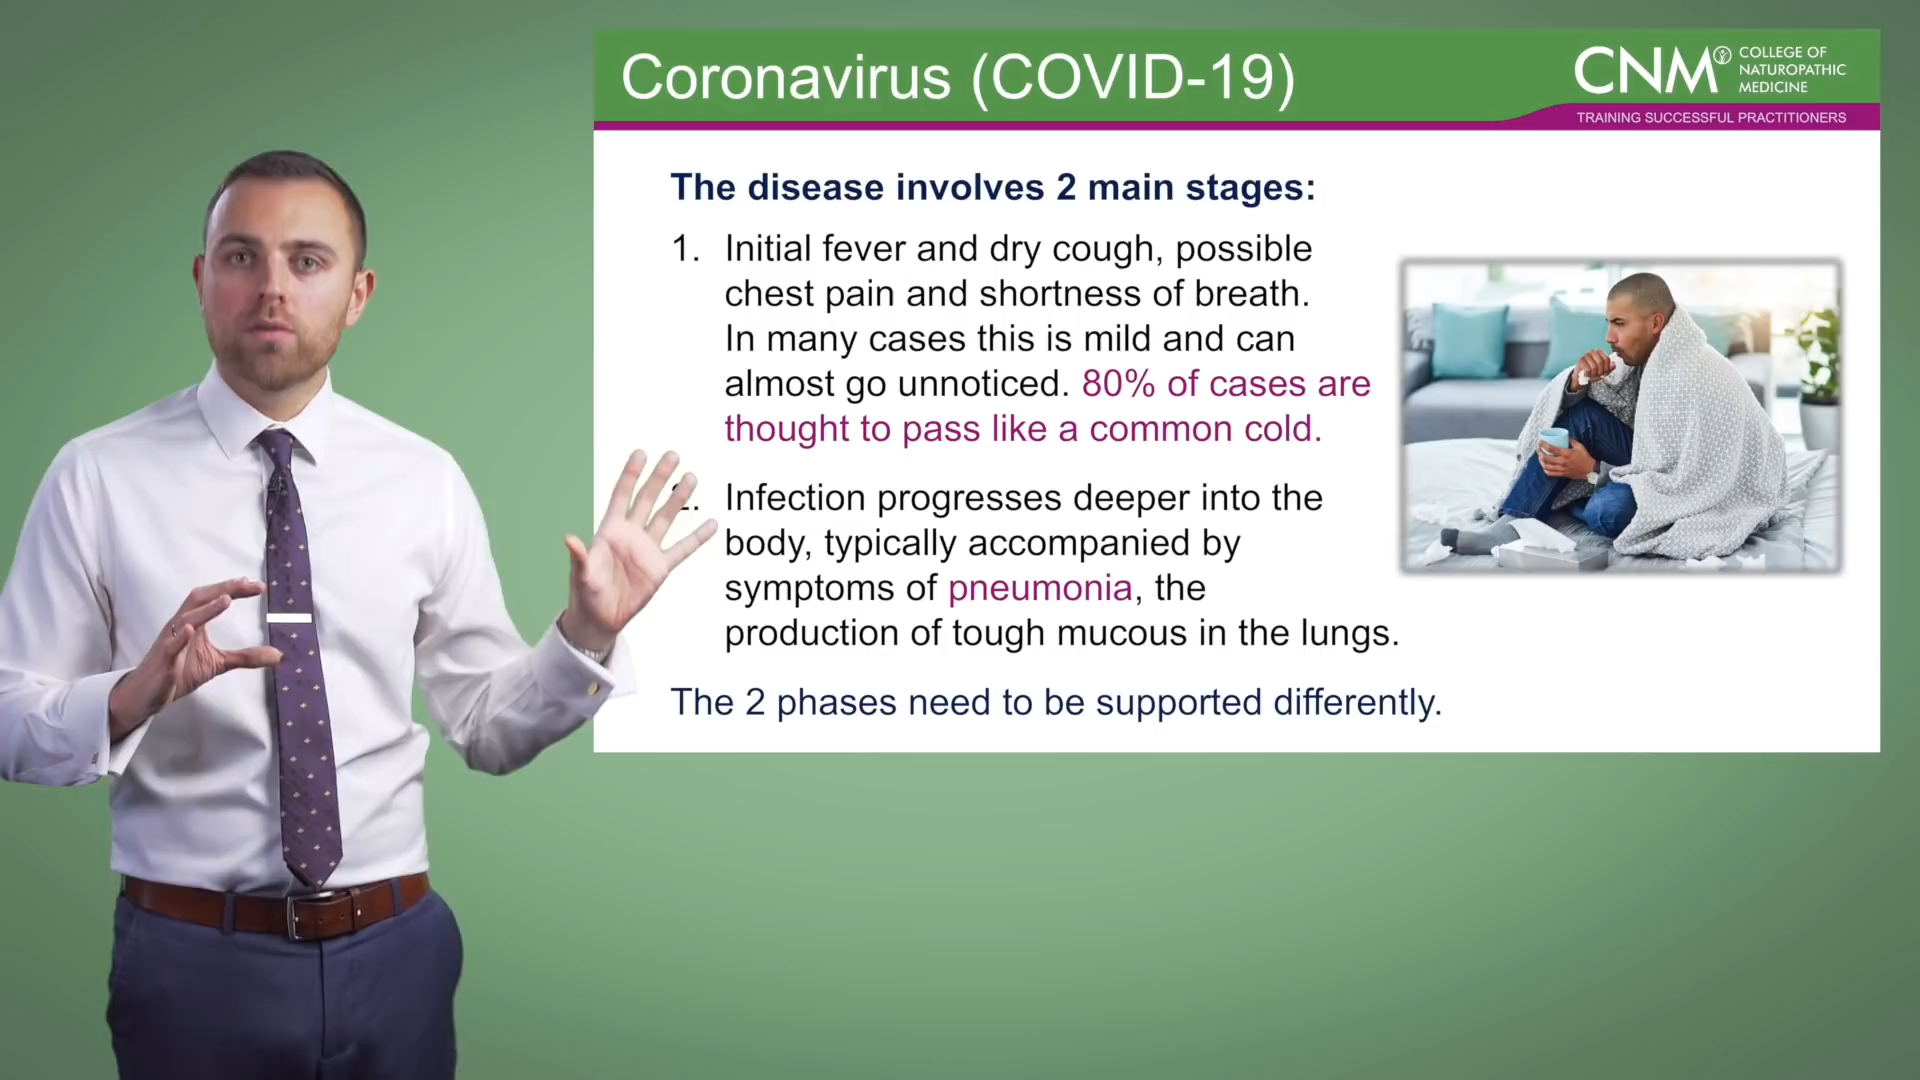 Coronavirus (COVID-19)
CNM
COLLEGE OF
NATUROPATHIC
MEDICINE
TRAINING SUCCESSFUL PRACTITIONERS
The disease involves 2 main stages:
1. Initial fever and dry cough, possible
chest pain and shortness of breath.
In many cases this is mild and can
almost go unnoticed. 80% of cases are
thought to pass like a common cold.
2. Infection progresses deeper into the
body, typically accompanied by
symptoms of pneumonia, the
production of tough mucous in the lungs.
The 2 phases need to be supported differently.